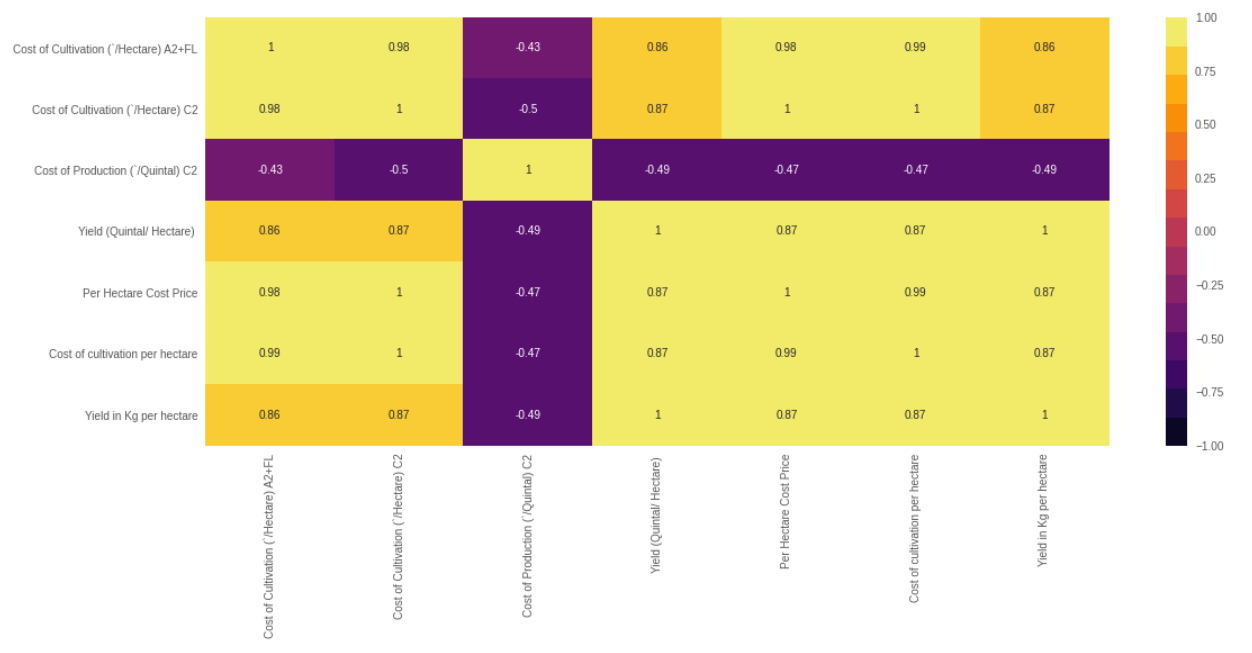 Cost of Cultivation (`/Hectare) A2+FL 1 0.98 -0.43 0.86 0.98 0.99 0.86
Cost of Cultivation (`/Hectare) C2 0.98 1 -0.5 0.87 1 1 0.87
Cost of Production (`/Quintal) C2 -0.43 -0.5 1 -0.49 -0.47 -0.47 -0.49
Yield (Quintal/ Hectare) 0.86 0.87 -0.49 1 0.87 0.87 1
Per Hectare Cost Price 0.98 1 -0.47 0.87 1 0.99 0.87
Cost of cultivation per hectare 0.99 1 -0.47 0.87 0.99 1 0.87
Yield in Kg per hectare 0.86 0.87 -0.49 1 0.87 0.87 1
Cost of Cultivation (`/Hectare) A2+FL
Cost of Cultivation (`/Hectare) C2
Cost of Production (`/Quintal) C2
Yield (Quintal/ Hectare)
Per Hectare Cost Price
Cost of cultivation per hectare
Yield in Kg per hectare
1.00
0.75
0.50
0.25
0.00
−0.25
−0.50
−0.75
−1.00